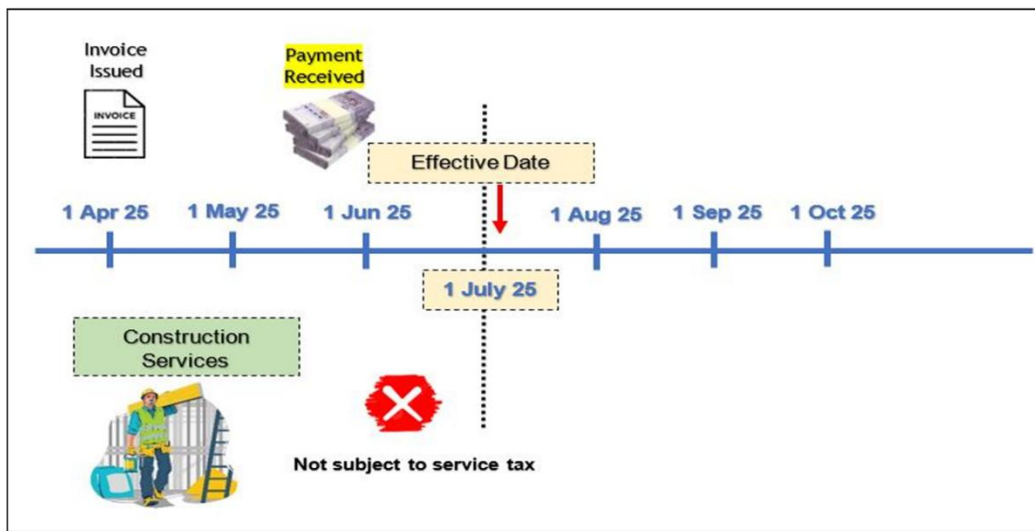 Invoice
Issued
INVOICE
Payment
Received
Effective Date
1 Apr 25
1 May 25
1 Jun 25
1 Aug 25
1 Sep 25
1 Oct 25
1 July 25
Construction
Services
Not subject to service tax